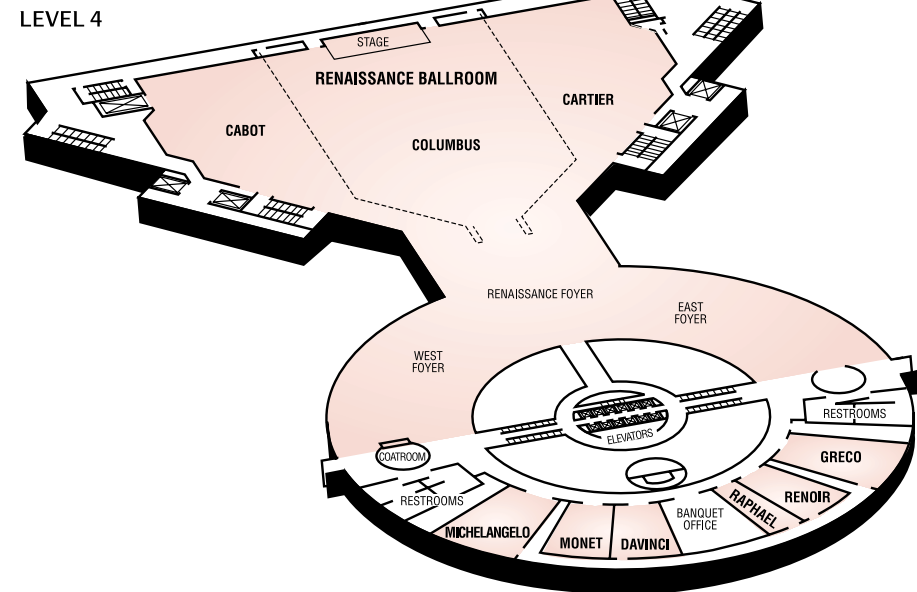 LEVEL 4
STAGE
RENAISSANCE BALLROOM
CARTIER
CABOT
COLUMBUS
RENAISSANCE FOYER
EAST
FOYER
WEST
FOYER
ELEVATORS
RESTROOMS
COATROOM
GRECO
RESTROOMS
RENOIR
RAPHAEL
BANQUET
OFFICE
MICHELANGELO
MONET
DAVINCI